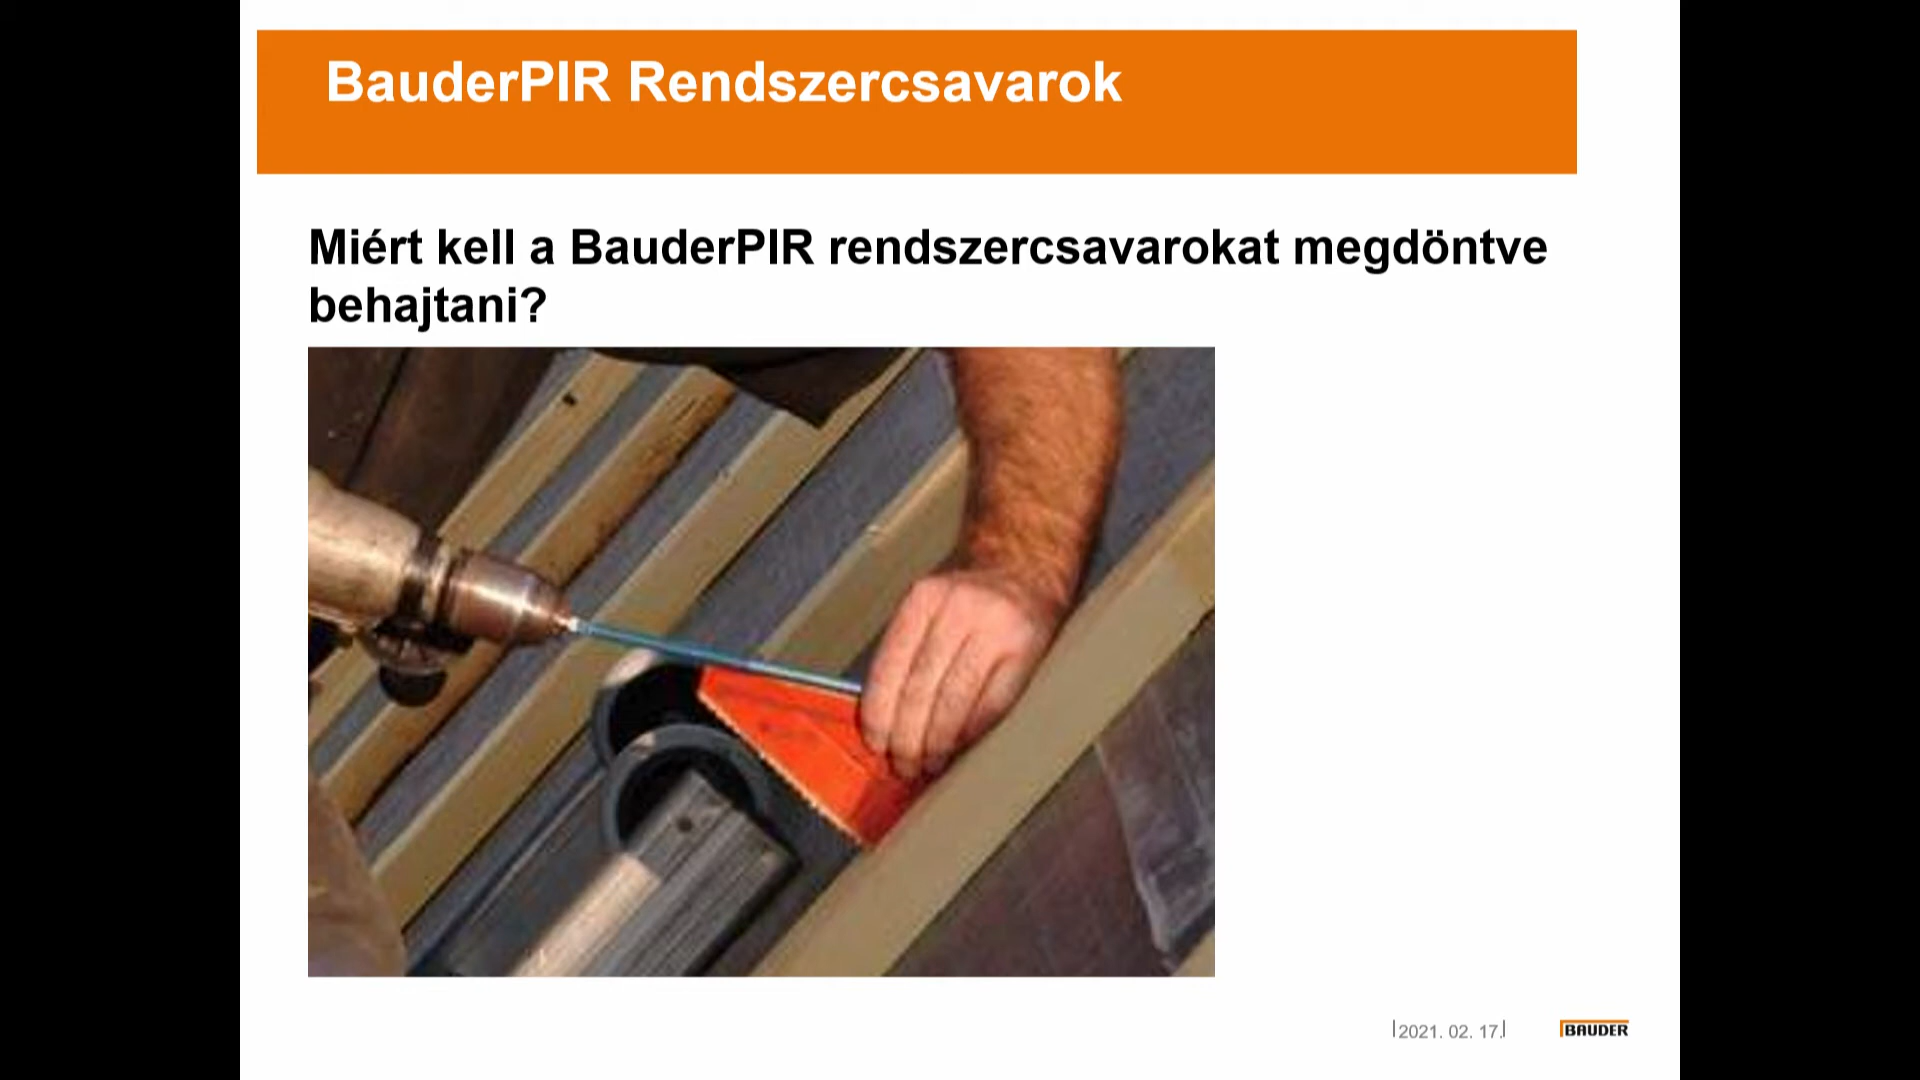 BauderPIR Rendszercsavarok
Miért kell a BauderPIR rendszercsavarokat megdöntve
behajtani?
2021. 02. 17.
BAUDER